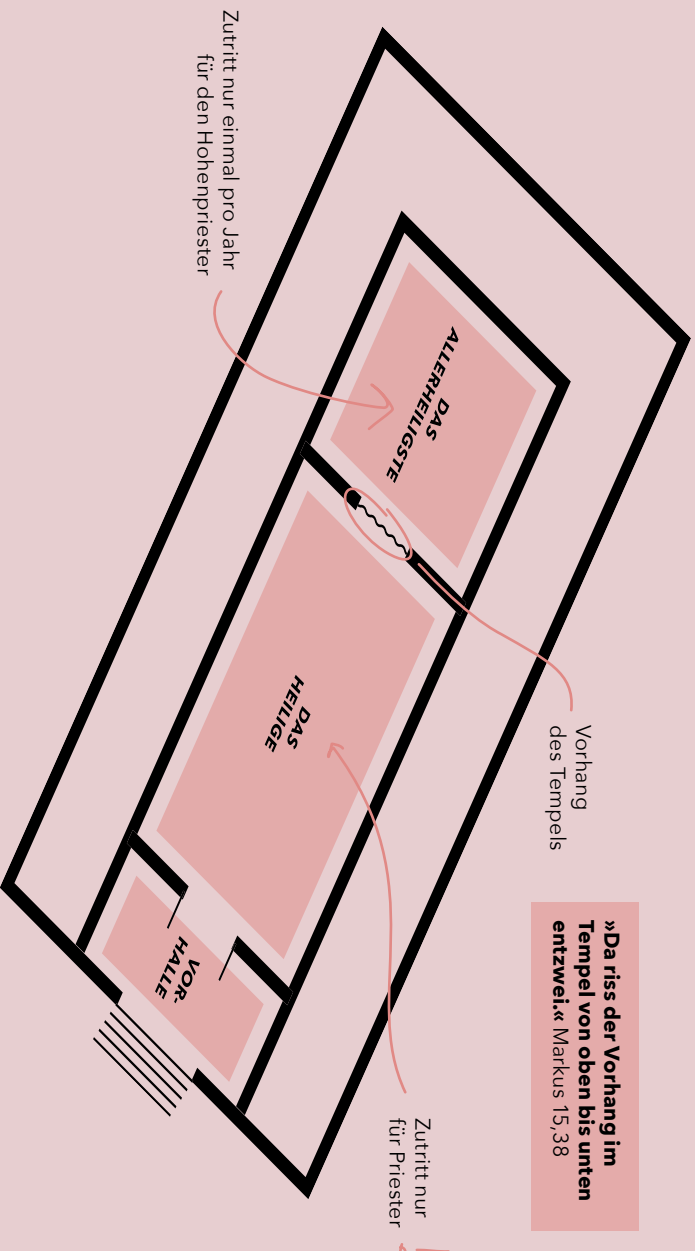 Zutritt nur einmal pro Jahr
für den Hohenpriester
DAS
ALLERHEILIGSTE
Vorhang
des Tempels
DAS
HEILIGE
»Da riss der Vorhang im
Tempel von oben bis unten
entzwei.« Markus 15,38
VOR-
HALLE
Zutritt nur
für Priester